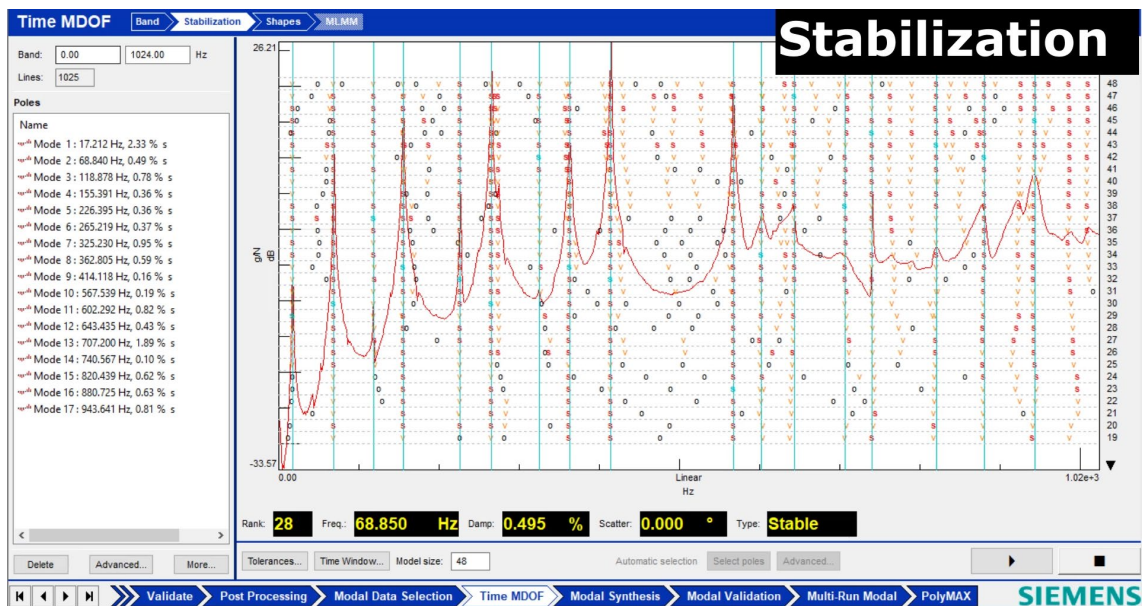 Time MDOF
Band
Stabilization
Shapes
MLMM
Stabilization
Band:
0.00
1024.00
Hz
Lines:
1025
Poles
Name
Mode 1 : 17.212 Hz, 2.33 % s
Mode 2 : 68.840 Hz, 0.49 % s
Mode 3 : 118.878 Hz, 0.78 % s
Mode 4 : 155.391 Hz, 0.36 % s
Mode 5 : 226.395 Hz, 0.36 % s
Mode 6 : 265.219 Hz, 0.37 % s
Mode 7 : 325.230 Hz, 0.95 % s
Mode 8 : 362.805 Hz, 0.59 % s
Mode 9 : 414.118 Hz, 0.16 % s
Mode 10 : 567.539 Hz, 0.19 % s
Mode 11 : 602.292 Hz, 0.82 % s
Mode 12 : 643.435 Hz, 0.43 % s
Mode 13 : 707.200 Hz, 1.89 % s
Mode 14 : 740.567 Hz, 0.10 % s
Mode 15 : 820.439 Hz, 0.62 % s
Mode 16 : 880.725 Hz, 0.63 % s
Mode 17 : 943.641 Hz, 0.81 % s
Delete
Advanced...
More...
26.21
g/N
dB
-33.57
0.00
Linear
Hz
1.02e+3
48
47
46
45
44
43
42
41
40
39
38
37
36
35
34
33
32
31
30
29
28
27
26
25
24
23
22
21
20
19
Rank: 28 Freq.: 68.850 Hz Damp: 0.495 % Scatter: 0.000 ° Type: Stable
Tolerances...
Time Window...
Model size: 48
Automatic selection
Select poles
Advanced...
Validate
Post Processing
Modal Data Selection
Time MDOF
Modal Synthesis
Modal Validation
Multi-Run Modal
PolyMAX
SIEMENS